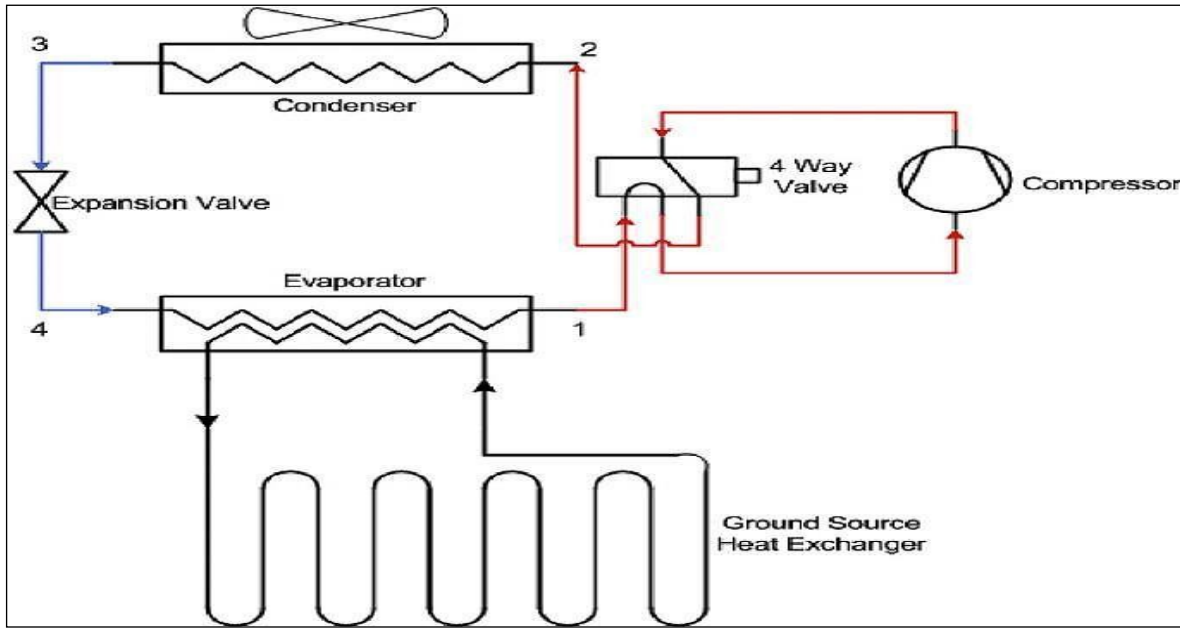 3
2
Condenser
4 Way
Valve
Compressor
Expansion Valve
Evaporator
4
1
Ground Source
Heat Exchanger